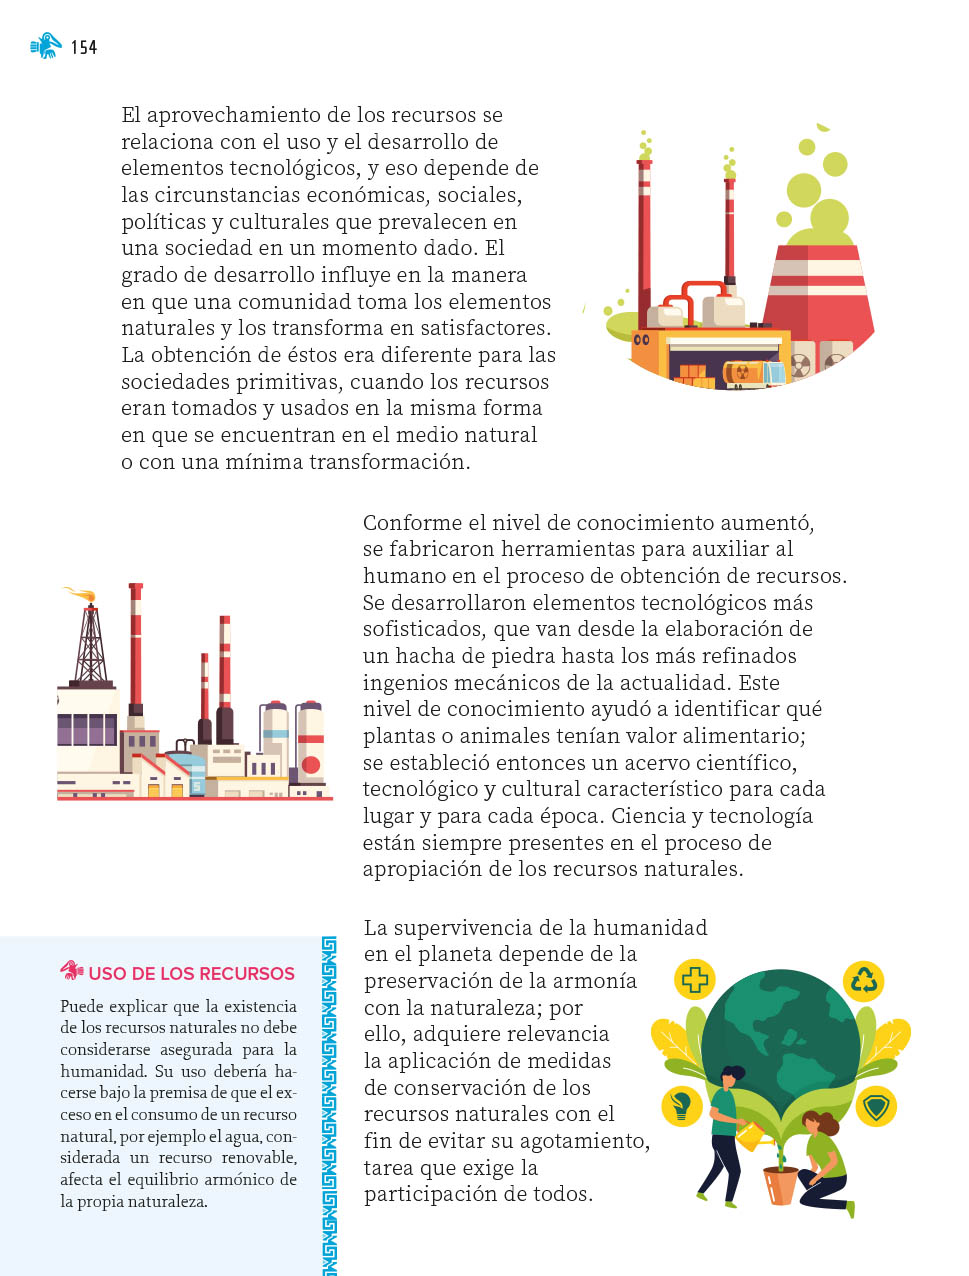 154
El aprovechamiento de los recursos se
relaciona con el uso y el desarrollo de
elementos tecnológicos, y eso depende de
las circunstancias económicas, sociales,
políticas y culturales que prevalecen en
una sociedad en un momento dado. El
grado de desarrollo influye en la manera
en que una comunidad toma los elementos
naturales y los transforma en satisfactores.
La obtención de éstos era diferente para las
sociedades primitivas, cuando los recursos
eran tomados y usados en la misma forma
en que se encuentran en el medio natural
o con una mínima transformación.
Conforme el nivel de conocimiento aumentó,
se fabricaron herramientas para auxiliar al
humano en el proceso de obtención de recursos.
Se desarrollaron elementos tecnológicos más
sofisticados, que van desde la elaboración de
un hacha de piedra hasta los más refinados
ingenios mecánicos de la actualidad. Este
nivel de conocimiento ayudó a identificar qué
plantas o animales tenían valor alimentario;
se estableció entonces un acervo científico,
tecnológico y cultural característico para cada
lugar y para cada época. Ciencia y tecnología
están siempre presentes en el proceso de
apropiación de los recursos naturales.
La supervivencia de la humanidad
en el planeta depende de la
preservación de la armonía
con la naturaleza; por
ello, adquiere relevancia
la aplicación de medidas
de conservación de los
recursos naturales con el
fin de evitar su agotamiento,
tarea que exige la
participación de todos.
USO DE LOS RECURSOS
Puede explicar que la existencia
de los recursos naturales no debe
considerarse asegurada para la
humanidad. Su uso debería ha-
cerse bajo la premisa de que el ex-
ceso en el consumo de un recurso
natural, por ejemplo el agua, con-
siderada un recurso renovable,
afecta el equilibrio armónico de
la propia naturaleza.